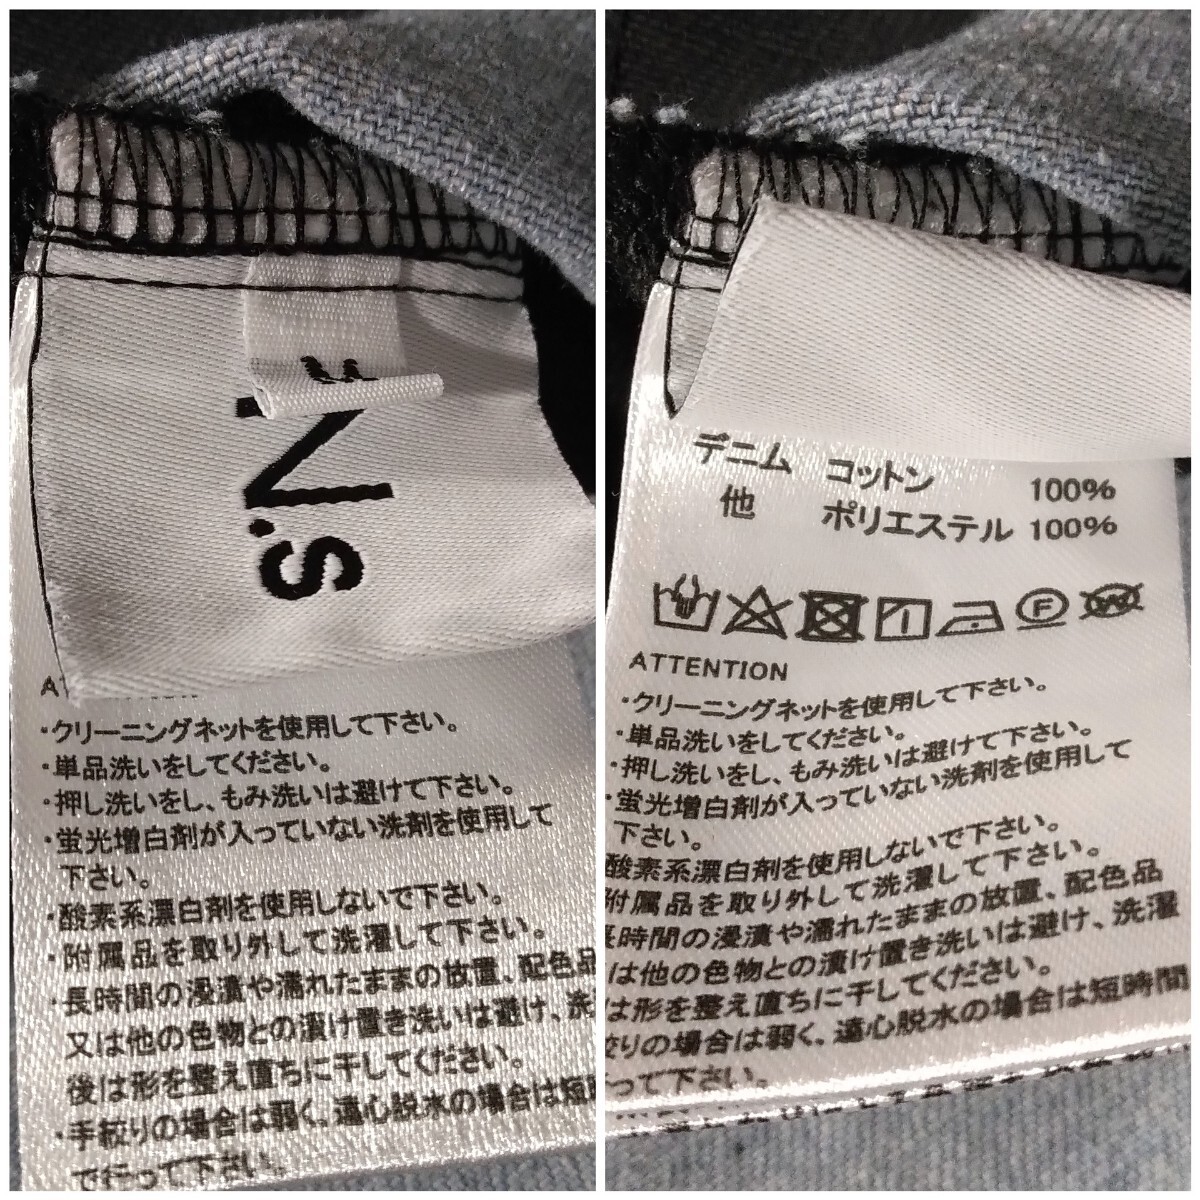 N.s
A
・クリーニングネットを使用して下さい。
・単品洗いをしてください。
・押し洗いをし、もみ洗いは避けて下さい。
・蛍光増白剤が入っていない洗剤を使用して
下さい。
・酸素系漂白剤を使用しないで下さい。
・附属品を取り外して洗濯して下さい。
・長時間の浸漬や濡れたままの放置、配色品
又は他の色物との漬け置き洗いは避け、洗
後は形を整え直ちに干してください。
・手絞りの場合は弱く、遠心脱水の場合は短
で行って下さい。
デニム コットン 100%
他 ポリエステル 100%
F W
ATTENTION
・クリーニングネットを使用して下さい。
・単品洗いをしてください。
・押し洗いをし、もみ洗いは避けて下さい。
・蛍光増白剤が入っていない洗剤を使用して
下さい。
酸素系漂白剤を使用しないで下さい。
附属品を取り外して洗濯して下さい。
長時間の浸漬や濡れたままの放置、配色品
は他の色物との漬け置き洗いは避け、洗濯
は形を整え直ちに干してください。
絞りの場合は弱く、遠心脱水の場合は短時間
って下さい。